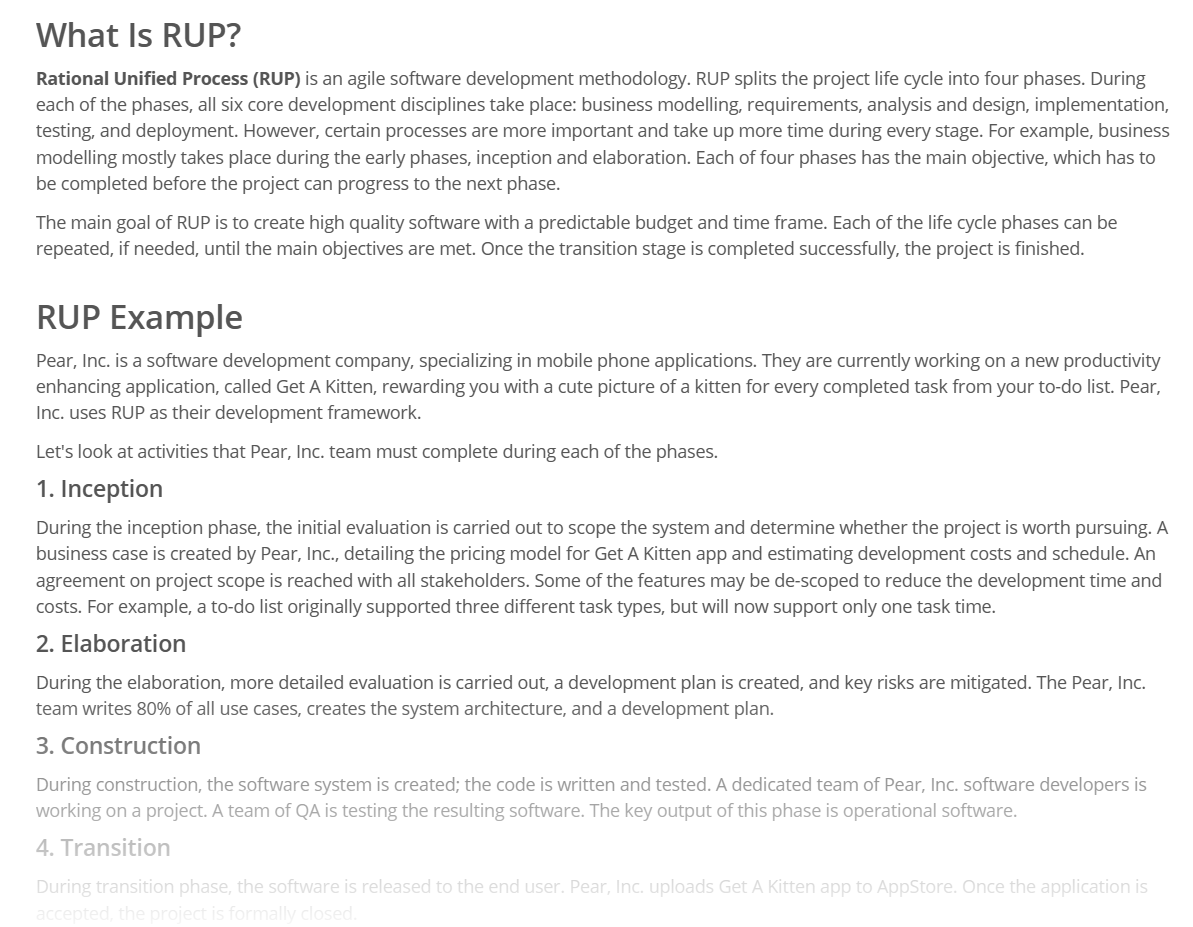 What Is RUP?
Rational Unified Process (RUP) is an agile software development methodology. RUP splits the project life cycle into four phases. During
each of the phases, all six core development disciplines take place: business modelling, requirements, analysis and design, implementation,
testing, and deployment. However, certain processes are more important and take up more time during every stage. For example, business
modelling mostly takes place during the early phases, inception and elaboration. Each of four phases has the main objective, which has to
be completed before the project can progress to the next phase.
The main goal of RUP is to create high quality software with a predictable budget and time frame. Each of the life cycle phases can be
repeated, if needed, until the main objectives are met. Once the transition stage is completed successfully, the project is finished.
RUP Example
Pear, Inc. is a software development company, specializing in mobile phone applications. They are currently working on a new productivity
enhancing application, called Get A Kitten, rewarding you with a cute picture of a kitten for every completed task from your to-do list. Pear,
Inc. uses RUP as their development framework.
Let's look at activities that Pear, Inc. team must complete during each of the phases.
1. Inception
During the inception phase, the initial evaluation is carried out to scope the system and determine whether the project is worth pursuing. A
business case is created by Pear, Inc., detailing the pricing model for Get A Kitten app and estimating development costs and schedule. An
agreement on project scope is reached with all stakeholders. Some of the features may be de-scoped to reduce the development time and
costs. For example, a to-do list originally supported three different task types, but will now support only one task time.
2. Elaboration
During the elaboration, more detailed evaluation is carried out, a development plan is created, and key risks are mitigated. The Pear, Inc.
team writes 80% of all use cases, creates the system architecture, and a development plan.
3. Construction
During construction, the software system is created; the code is written and tested. A dedicated team of Pear, Inc. software developers is
working on a project. A team of QA is testing the resulting software. The key output of this phase is operational software.
4. Transition
During transition phase, the software is released to the end user. Pear, Inc. uploads Get A Kitten app to AppStore. Once the application is
accepted, the project is formally closed.